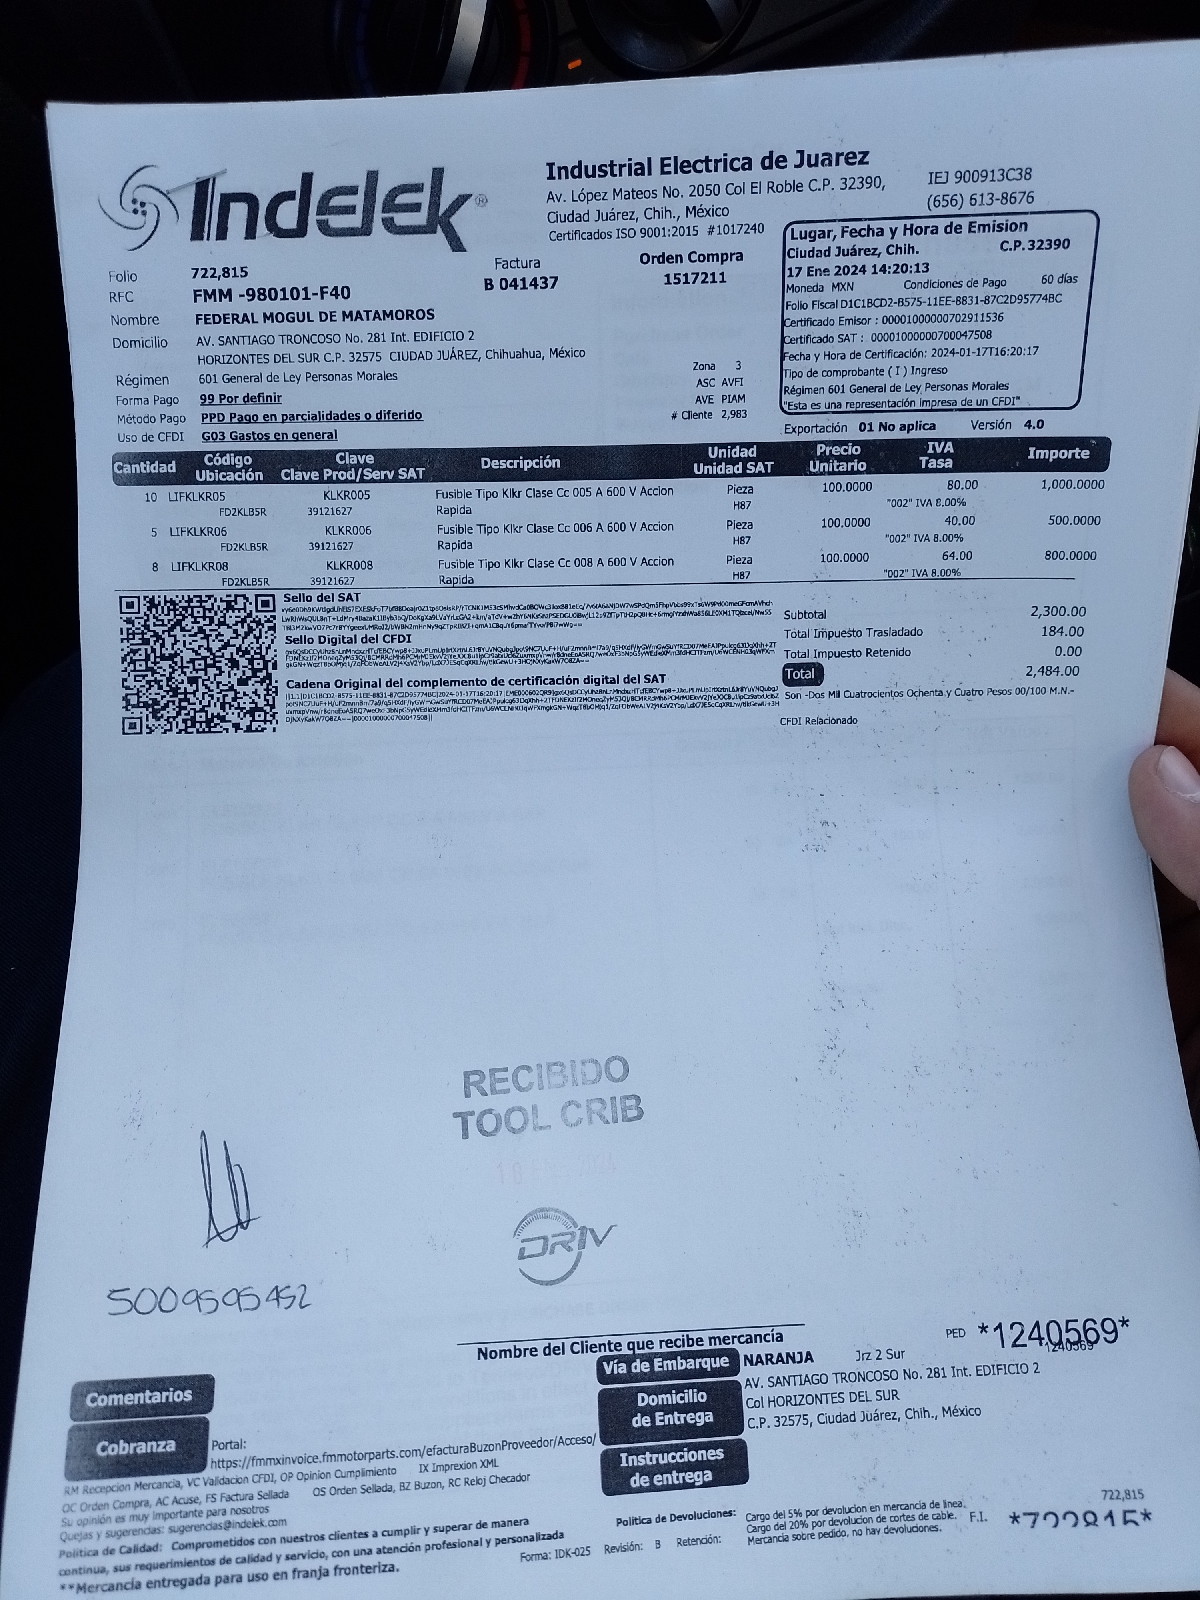 Indelek®
Industrial Electrica de Juarez
Av. López Mateos No. 2050 Col El Roble C.P. 32390,
Ciudad Juárez, Chih., México
Certificados ISO 9001:2015 #1017240
IEJ 900913C38
(656) 613-8676
Lugar, Fecha y Hora de Emision
Ciudad Juárez, Chih. C.P. 32390
17 Ene 2024 14:20:13
Moneda MXN Condiciones de Pago 60 días
Folio Fiscal D1C1BCD2-B575-11EE-8831-87C2D95774BC
Certificado Emisor : 00001000000702911536
Certificado SAT : 00001000000700047508
Fecha y Hora de Certificación: 2024-01-17T16:20:17
Tipo de comprobante ( I ) Ingreso
Régimen 601 General de Ley Personas Morales
"Esta es una representación impresa de un CFDI"
Exportación 01 No aplica Versión 4.0
Folio 722,815
Factura
B 041437
Orden Compra
1517211
RFC FMM -980101-F40
Nombre FEDERAL MOGUL DE MATAMOROS
Domicilio AV. SANTIAGO TRONCOSO No. 281 Int. EDIFICIO 2
HORIZONTES DEL SUR C.P. 32575 CIUDAD JUÁREZ, Chihuahua, México
Régimen 601 General de Ley Personas Morales
Forma Pago 99 Por definir
Método Pago PPD Pago en parcialidades o diferido
Uso de CFDI G03 Gastos en general
Zona 3
ASC AVFI
AVE PIAM
# Cliente 2,983
Cantidad Código Ubicación Clave Clave Prod/Serv SAT Descripción Unidad Unidad SAT Precio Unitario IVA Tasa Importe
10 LIFKLKR05 KLKR005 Fusible Tipo Klkr Clase Cc 005 A 600 V Accion Pieza 100.0000 80.00 1,000.0000
FD2KLB5R 39121627 Rapida H87 "002" IVA 8.00%
5 LIFKLKR06 KLKR006 Fusible Tipo Klkr Clase Cc 006 A 600 V Accion Pieza 100.0000 40.00 500.0000
FD2KLB5R 39121627 Rapida H87 "002" IVA 8.00%
8 LIFKLKR08 KLKR008 Fusible Tipo Klkr Clase Cc 008 A 600 V Accion Pieza 100.0000 64.00 800.0000
FD2KLB5R 39121627 Rapida H87 "002" IVA 8.00%
Sello del SAT
Sello Digital del CFDI
Cadena Original del complemento de certificación digital del SAT
Subtotal 2,300.00
Total Impuesto Trasladado 184.00
Total Impuesto Retenido 0.00
Total 2,484.00
Son -Dos Mil Cuatrocientos Ochenta y Cuatro Pesos 00/100 M.N.-
CFDI Relacionado
RECIBIDO
TOOL CRIB
DRiV
5009595452
Nombre del Cliente que recibe mercancía
PED *1240569*
1240569
Vía de Embarque NARANJA Jrz 2 Sur
Domicilio de Entrega AV. SANTIAGO TRONCOSO No. 281 Int. EDIFICIO 2
Col HORIZONTES DEL SUR
C.P. 32575, Ciudad Juárez, Chih., México
Instrucciones de entrega
Comentarios
Cobranza Portal:
https://fmmxinvoice.fmmotorparts.com/efacturaBuzonProveedor/Acceso/
RM Recepcion Mercancia, VC Validacion CFDI, OP Opinion Cumplimiento IX Imprexion XML
OC Orden Compra, AC Acuse, FS Factura Sellada OS Orden Sellada, BZ Buzon, RC Reloj Checador
Su opinión es muy importante para nosotros
Quejas y sugerencias: sugerencias@indelek.com
Política de Calidad: Comprometidos con nuestros clientes a cumplir y superar de manera
continua, sus requerimientos de calidad y servicio, con una atención profesional y personalizada
**Mercancía entregada para uso en franja fronteriza.
Forma: IDK-025 Revisión: B Retención:
Política de Devoluciones: Cargo del 5% por devolucion en mercancia de linea.
Cargo del 20% por devolucion de cortes de cable.
Mercancia sobre pedido, no hay devoluciones.
F.I.
722,815
*722815*